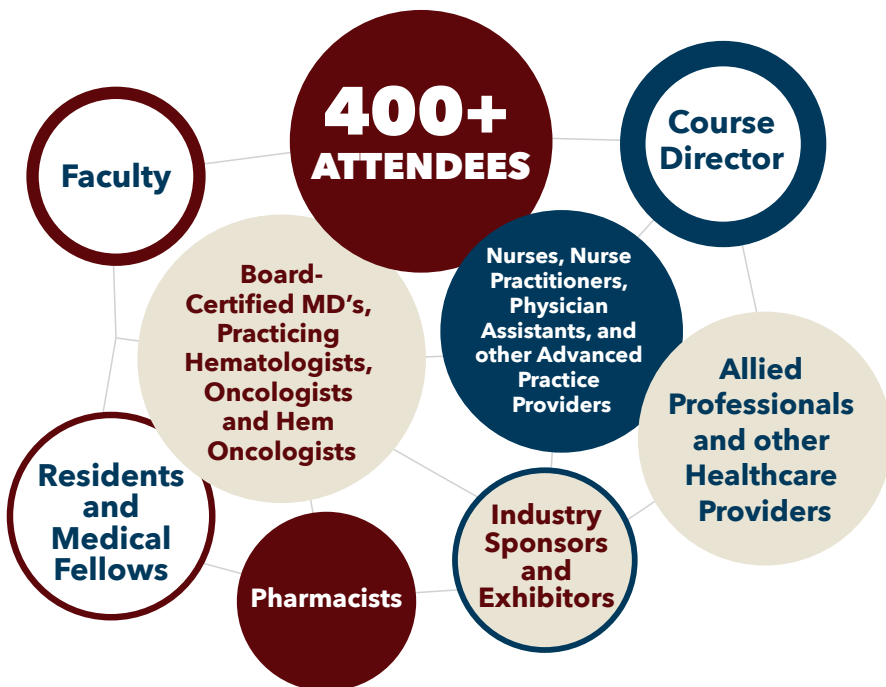 400+
ATTENDEES
Course
Director
Faculty
Board-
Certified MD's,
Practicing
Hematologists,
Oncologists
and Hem
Oncologists
Nurses, Nurse
Practitioners,
Physician
Assistants, and
other Advanced
Practice
Providers
Allied
Professionals
and other
Healthcare
Providers
Residents
and
Medical
Fellows
Pharmacists
Industry
Sponsors
and
Exhibitors